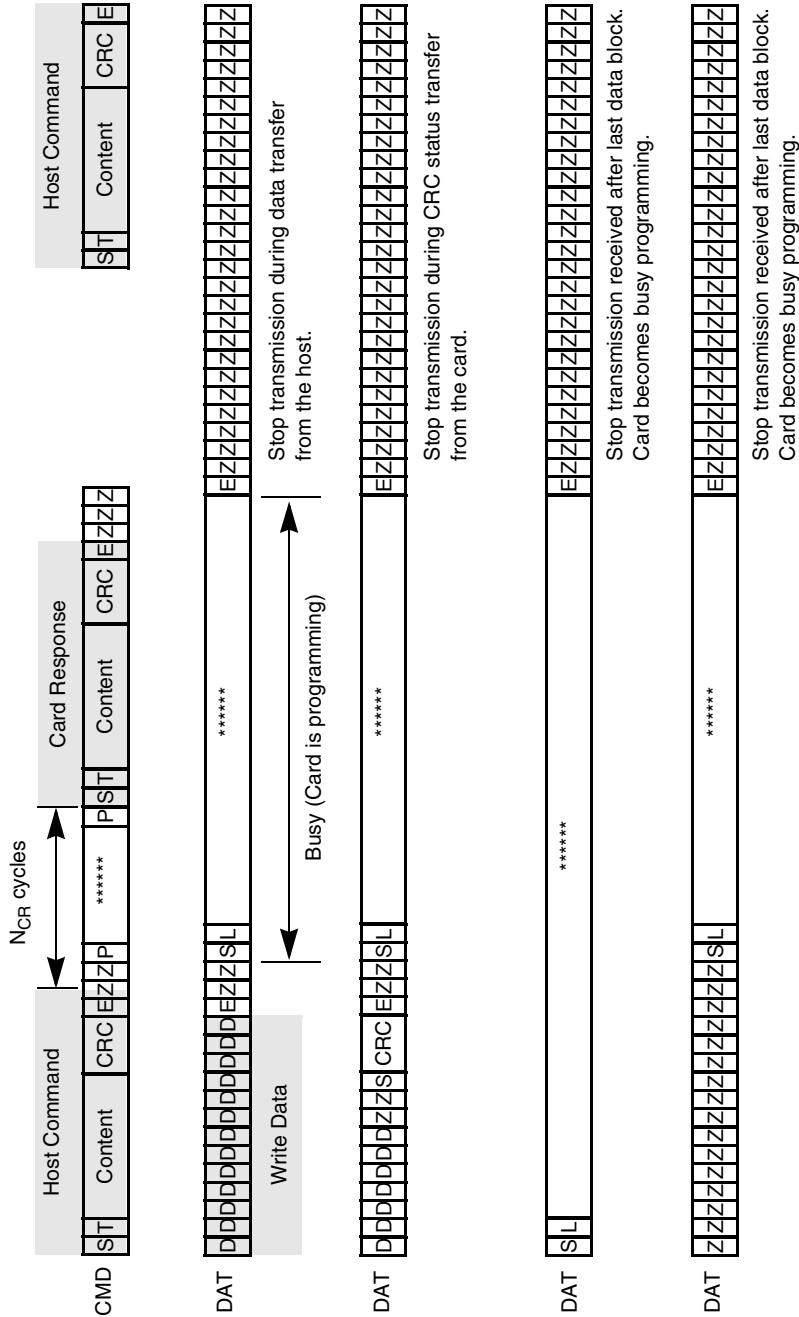 N_CR cycles
Host Command
Card Response
Host Command
CMD
S T Content CRC E Z Z P ****** P S T Content CRC E Z Z Z
S T Content CRC E
DAT
D D D D D D D D D D D D D E Z Z S L ****** E Z Z Z Z Z Z Z Z Z Z Z Z Z Z Z Z Z Z Z Z Z Z Z Z Z Z
Write Data
Busy (Card is programming)
Stop transmission during data transfer
from the host.
DAT
D D D D D D D Z Z S CRC E Z Z S L ****** E Z Z Z Z Z Z Z Z Z Z Z Z Z Z Z Z Z Z Z Z Z Z Z Z Z Z
Stop transmission during CRC status transfer
from the card.
DAT
S L ****** E Z Z Z Z Z Z Z Z Z Z Z Z Z Z Z Z Z Z Z Z Z Z Z Z Z Z
Stop transmission received after last data block.
Card becomes busy programming.
DAT
Z Z Z Z Z Z Z Z Z Z Z Z Z Z Z Z S L ****** E Z Z Z Z Z Z Z Z Z Z Z Z Z Z Z Z Z Z Z Z Z Z Z Z Z Z
Stop transmission received after last data block.
Card becomes busy programming.